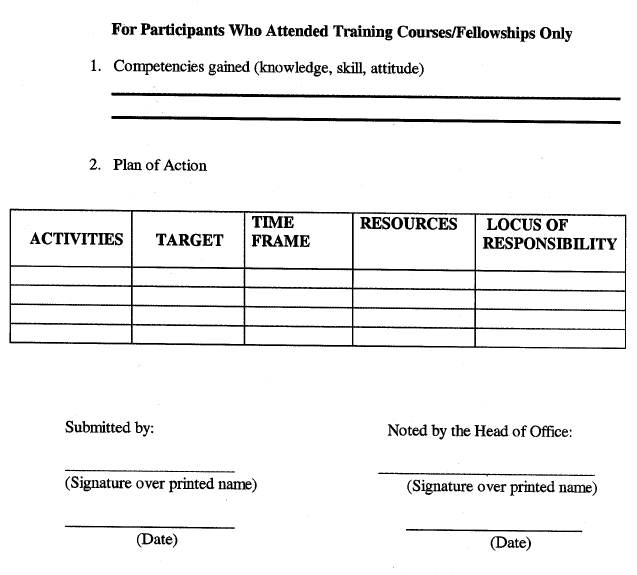 For Participants Who Attended Training Courses/Fellowships Only
1. Competencies gained (knowledge, skill, attitude)
2. Plan of Action
ACTIVITIES TARGET TIME FRAME RESOURCES LOCUS OF RESPONSIBILITY
Submitted by: Noted by the Head of Office:
(Signature over printed name) (Signature over printed name)
(Date) (Date)